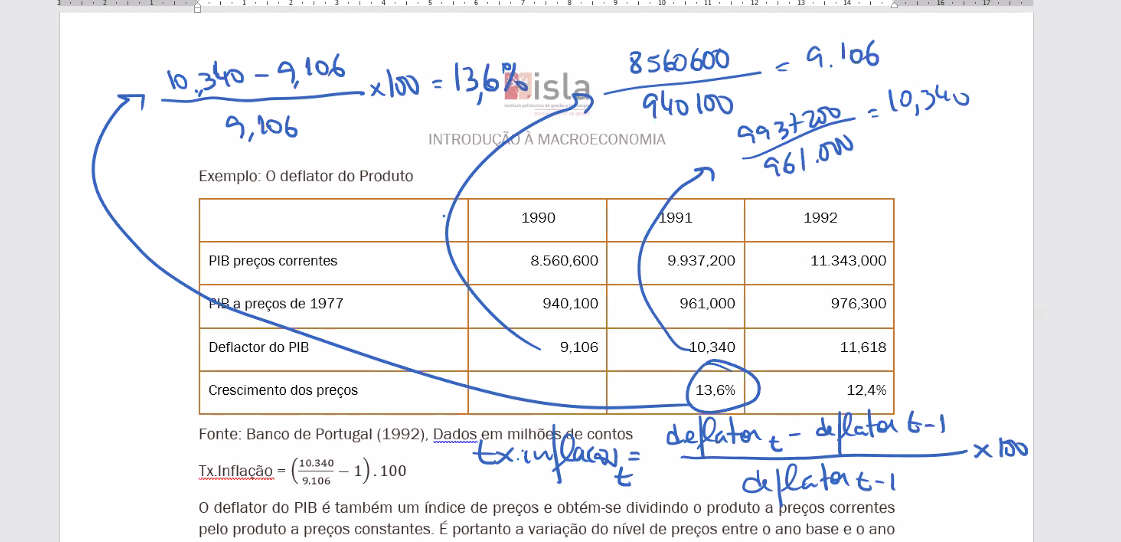 10,340 - 9,106
9,106
x100 = 13,6%
isla
8560600
940100
= 9.106
9937200
961.000
= 10,340
INTRODUÇÃO À MACROECONOMIA
Exemplo: O deflator do Produto
1990 1991 1992
PIB preços correntes 8.560,600 9.937,200 11.343,000
PIB a preços de 1977 940,100 961,000 976,300
Deflactor do PIB 9,106 10,340 11,618
Crescimento dos preços 13,6% 12,4%
Fonte: Banco de Portugal (1992), Dados em milhões de contos
tx.inflação t =
deflator t - deflator t-1
deflator t-1
x 100
Tx.Inflação = (10.340/9.106 − 1).100
O deflator do PIB é também um índice de preços e obtém-se dividindo o produto a preços correntes
pelo produto a preços constantes. É portanto a variação do nível de preços entre o ano base e o ano